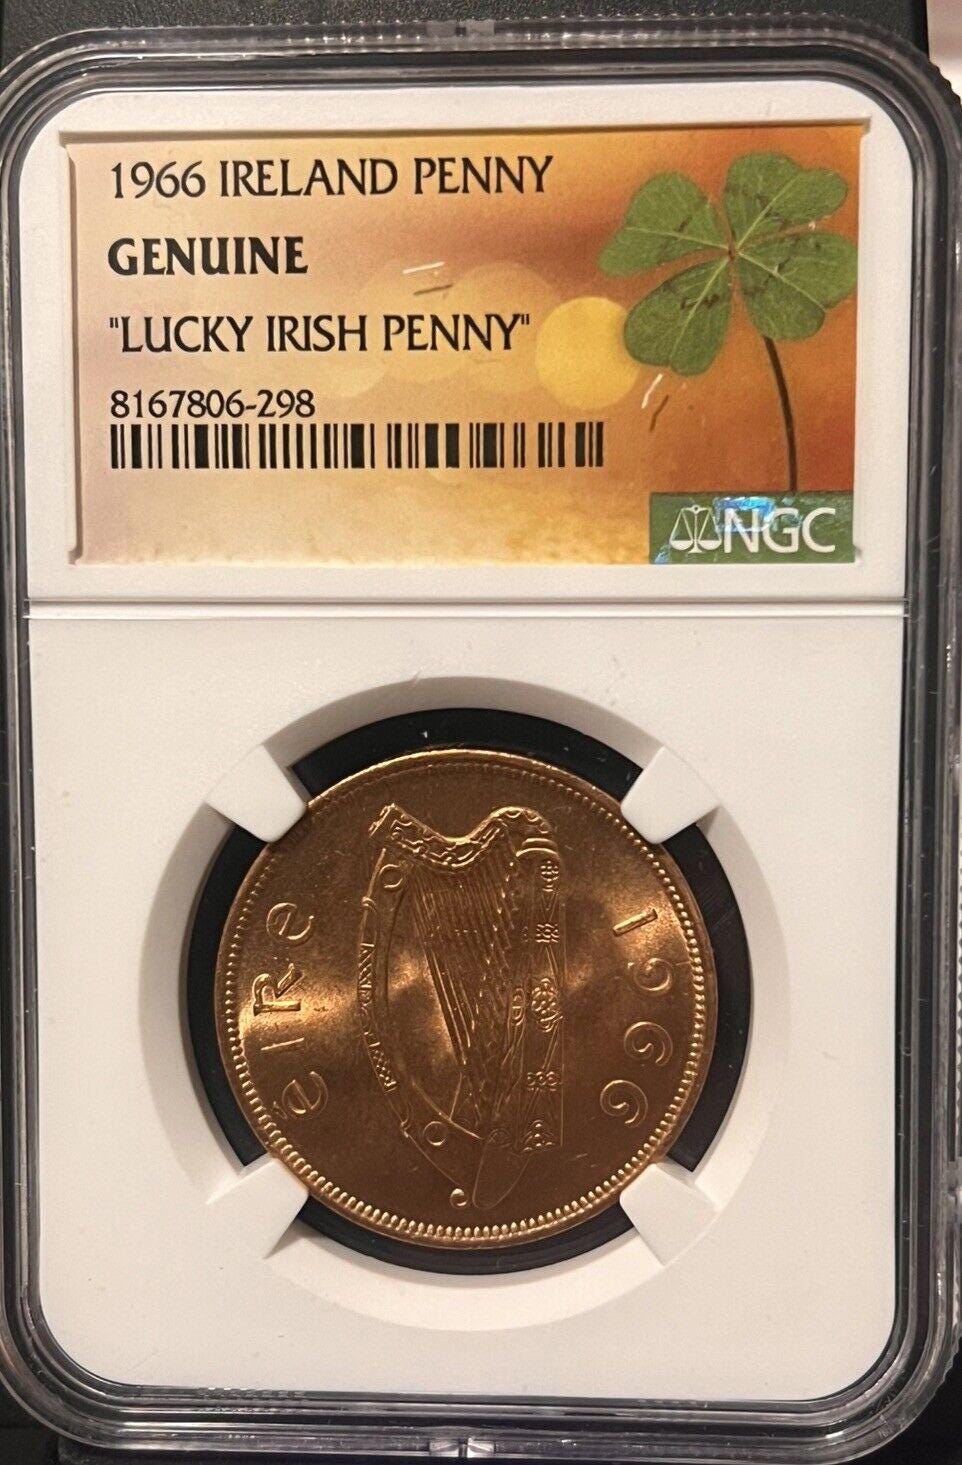 1966 IRELAND PENNY
GENUINE
"LUCKY IRISH PENNY"
8167806-298
NGC
éIRe
1966